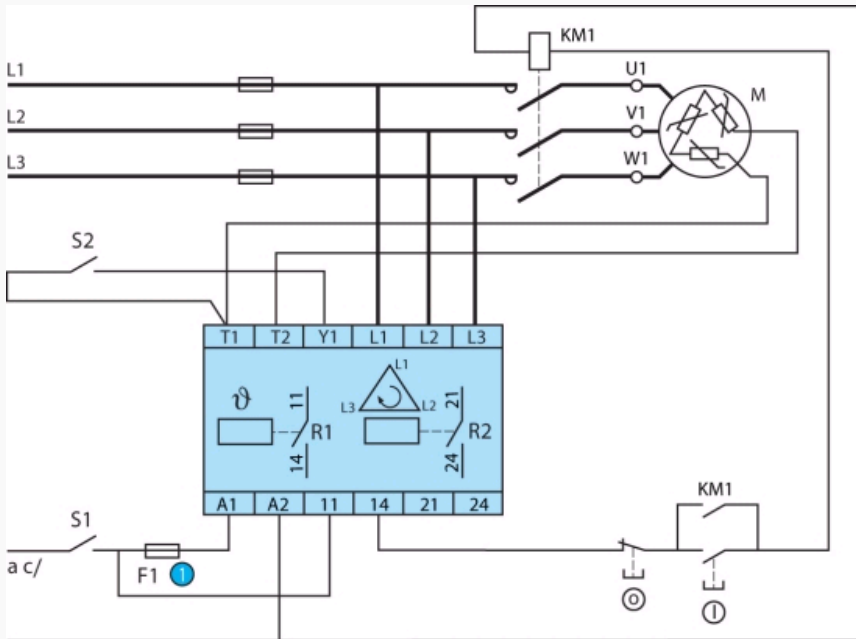 KM1
L1
U1
M
L2
V1
L3
W1
S2
T1 T2 Y1 L1 L2 L3
ϑ
11
14
R1
L1
L3
L2
21
24
R2
A1 A2 11 14 21 24
S1
a c/
F1 1
KM1
O
I